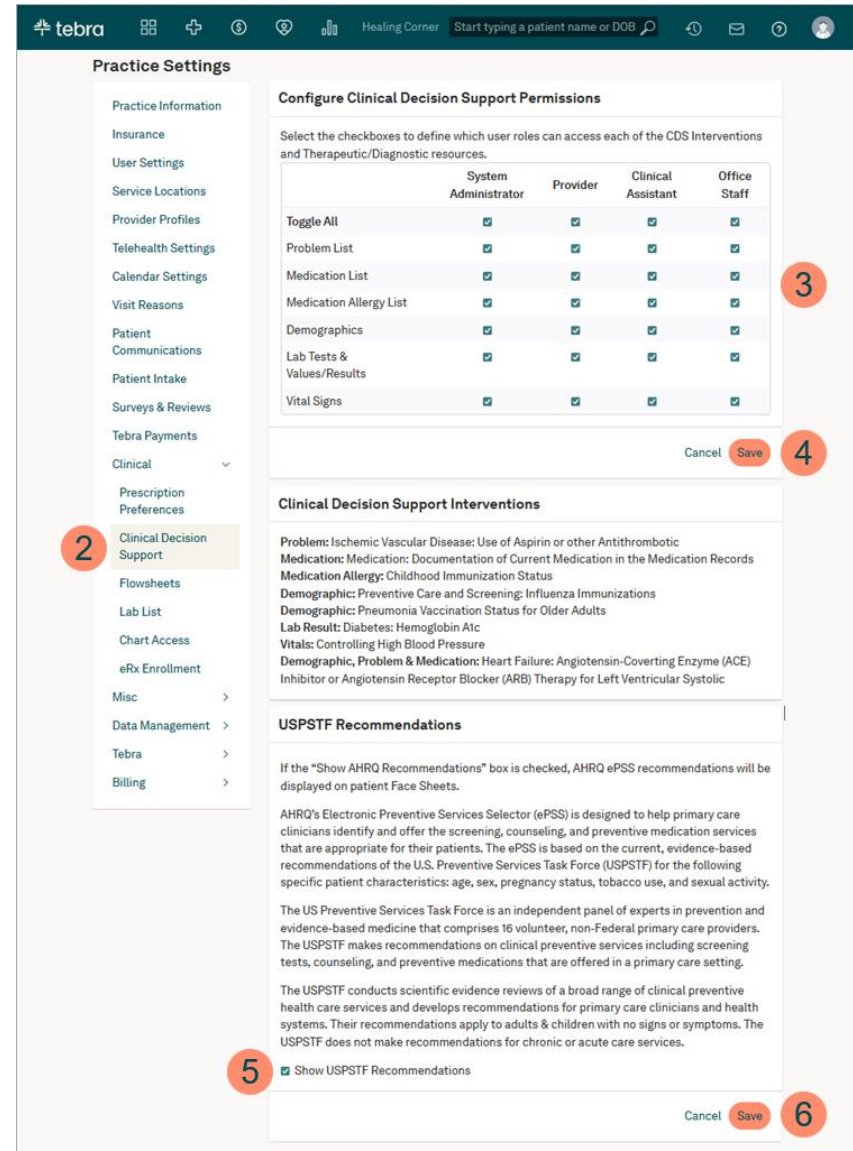 tebra
Healing Corner
Start typing a patient name or DOB
Practice Settings
Practice Information
Insurance
User Settings
Service Locations
Provider Profiles
Telehealth Settings
Calendar Settings
Visit Reasons
Patient
Communications
Patient Intake
Surveys & Reviews
Tebra Payments
Clinical
Prescription
Preferences
2
Clinical Decision
Support
Flowsheets
Lab List
Chart Access
eRx Enrollment
Misc
Data Management
Tebra
Billing
Configure Clinical Decision Support Permissions
Select the checkboxes to define which user roles can access each of the CDS Interventions
and Therapeutic/Diagnostic resources.
System
Administrator
Provider
Clinical
Assistant
Office
Staff
Toggle All
Problem List
Medication List
3
Medication Allergy List
Demographics
Lab Tests &
Values/Results
Vital Signs
Cancel Save 4
Clinical Decision Support Interventions
Problem: Ischemic Vascular Disease: Use of Aspirin or other Antithrombotic
Medication: Medication: Documentation of Current Medication in the Medication Records
Medication Allergy: Childhood Immunization Status
Demographic: Preventive Care and Screening: Influenza Immunizations
Demographic: Pneumonia Vaccination Status for Older Adults
Lab Result: Diabetes: Hemoglobin A1c
Vitals: Controlling High Blood Pressure
Demographic, Problem & Medication: Heart Failure: Angiotensin-Coverting Enzyme (ACE)
Inhibitor or Angiotensin Receptor Blocker (ARB) Therapy for Left Ventricular Systolic
USPSTF Recommendations
If the “Show AHRQ Recommendations” box is checked, AHRQ ePSS recommendations will be
displayed on patient Face Sheets.
AHRQ's Electronic Preventive Services Selector (ePSS) is designed to help primary care
clinicians identify and offer the screening, counseling, and preventive medication services
that are appropriate for their patients. The ePSS is based on the current, evidence-based
recommendations of the U.S. Preventive Services Task Force (USPSTF) for the following
specific patient characteristics: age, sex, pregnancy status, tobacco use, and sexual activity.
The US Preventive Services Task Force is an independent panel of experts in prevention and
evidence-based medicine that comprises 16 volunteer, non-Federal primary care providers.
The USPSTF makes recommendations on clinical preventive services including screening
tests, counseling, and preventive medications that are offered in a primary care setting.
The USPSTF conducts scientific evidence reviews of a broad range of clinical preventive
health care services and develops recommendations for primary care clinicians and health
systems. Their recommendations apply to adults & children with no signs or symptoms. The
USPSTF does not make recommendations for chronic or acute care services.
5 Show USPSTF Recommendations
Cancel Save 6